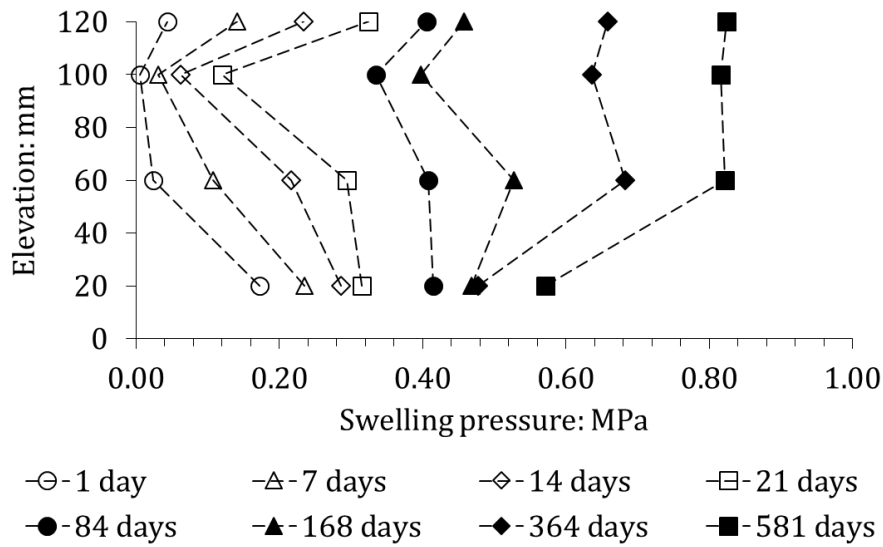 120
100
80
60
40
20
0
Elevation: mm
0.00 0.20 0.40 0.60 0.80 1.00
Swelling pressure: MPa
1 day 7 days 14 days 21 days
84 days 168 days 364 days 581 days